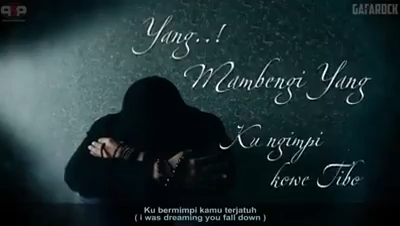 GAFAROCK
Yang..!
Mambengi Yang
Ku ngimpi
kowe Tibo
Ku bermimpi kamu terjatuh
( i was dreaming you fall down )